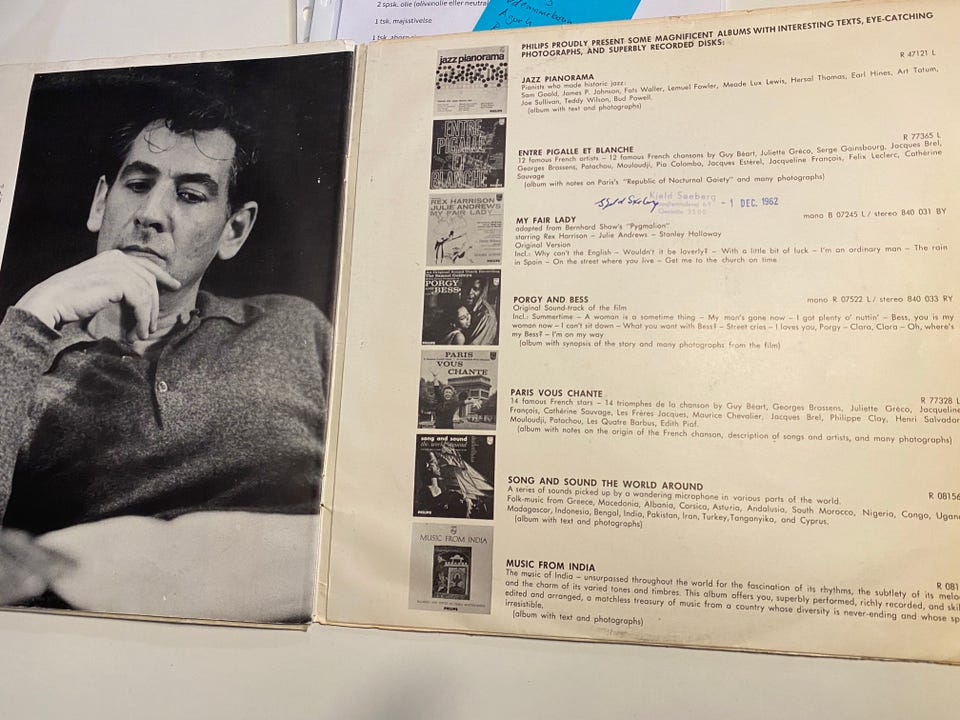 2 spsk. olie (olivenolie eller neutral
1 tsk. majsstivelse
PHILIPS PROUDLY PRESENT SOME MAGNIFICENT ALBUMS WITH INTERESTING TEXTS, EYE-CATCHING
PHOTOGRAPHS, AND SUPERBLY RECORDED DISKS:
jazz pianorama
R 47121 L
JAZZ PIANORAMA
Pianists who made historic jazz:
Sam Goold, James P. Johnson, Fats Waller, Lemuel Fowler, Meade Lux Lewis, Hersal Thomas, Earl Hines, Art Tatum,
Joe Sullivan, Teddy Wilson, Bud Powell.
(album with text and photographs)
PHILIPS
ENTRE
PIGALLE
ET
BLANCHE
R 77365 L
ENTRE PIGALLE ET BLANCHE
12 famous French artists – 12 famous French chansons by Guy Béart, Juliette Gréco, Serge Gainsbourg, Jacques Brel,
Georges Brassens, Patachou, Mouloudji, Pia Colombo, Jacques Estérel, Jacqueline François, Felix Leclerc, Cathérine
Sauvage
(album with notes on Paris's "Republic of Nocturnal Gaiety" and many photographs)
Kjeld Seeberg
- 1 DEC. 1962
REX HARRISON
JULIE ANDREWS
MY FAIR LADY
mono B 07245 L / stereo 840 031 BY
MY FAIR LADY
adapted from Bernhard Shaw's "Pygmalion"
starring Rex Harrison – Julie Andrews – Stanley Holloway
Original Version
Incl.: Why can't the English – Wouldn't it be loverly? – With a little bit of luck – I'm an ordinary man – The rain
in Spain – On the street where you live – Get me to the church on time
An Original Sound Track Recording
PORGY
and
BESS
mono R 07522 L / stereo 840 033 RY
PORGY AND BESS
Original Sound-track of the film
Incl.: Summertime – A woman is a sometime thing – My man's gone now – I got plenty o' nuttin' – Bess, you is my
woman now – I can't sit down – What you want with Bess? – Street cries – I loves you, Porgy – Clara, Clara – Oh, where's
my Bess? – I'm on my way
(album with synopsis of the story and many photographs from the film)
PARIS
VOUS
CHANTE
R 77328 L
PARIS VOUS CHANTE
14 famous French stars – 14 triomphes de la chanson by Guy Béart, Georges Brassens, Juliette Gréco, Jacqueline
François, Cathérine Sauvage, Les Frères Jacques, Maurice Chevalier, Jacques Brel, Philippe Clay, Henri Salvador
Mouloudji, Patachou, Les Quatre Barbus, Edith Piaf.
(album with notes on the origin of the French chanson, description of songs and artists, and many photographs)
song and sound
the world around
PHILIPS
R 08156
SONG AND SOUND THE WORLD AROUND
A series of sounds picked up by a wandering microphone in various parts of the world.
Folk-music from Greece, Macedonia, Albania, Corsica, Asturia, Andalusia, South Morocco, Nigeria, Congo, Ugan
Madagascar, Indonesia, Bengal, India, Pakistan, Iran, Turkey, Tanganyika, and Cyprus.
(album with text and photographs)
MUSIC FROM INDIA
PHILIPS
R 081
MUSIC FROM INDIA
The music of India – unsurpassed throughout the world for the fascination of its rhythms, the subtlety of its melo
and the charm of its varied tones and timbres. This album offers you, superbly performed, richly recorded, and skil
edited and arranged, a matchless treasury of music from a country whose diversity is never-ending and whose sp
irresistible.
(album with text and photographs)